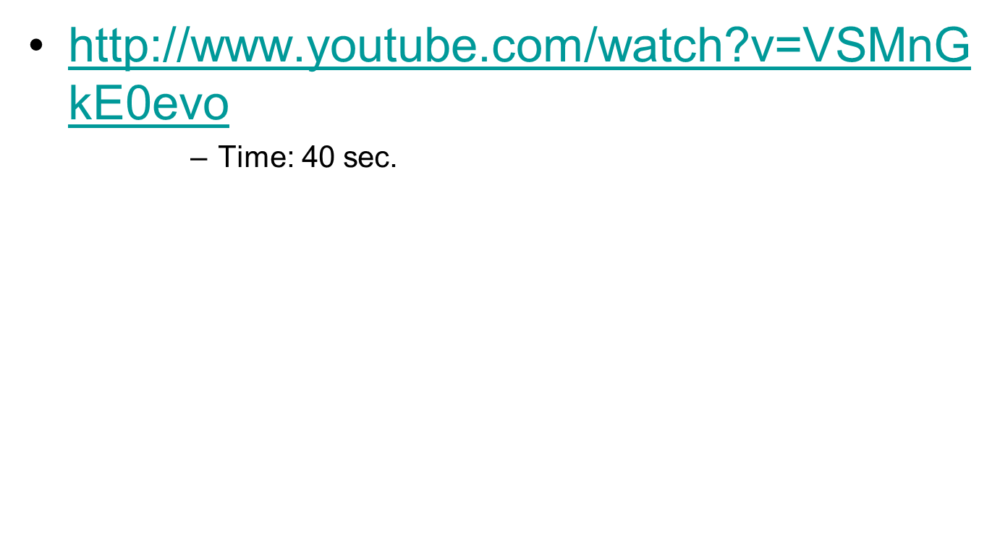 • http://www.youtube.com/watch?v=VSMnG
kE0evo
– Time: 40 sec.